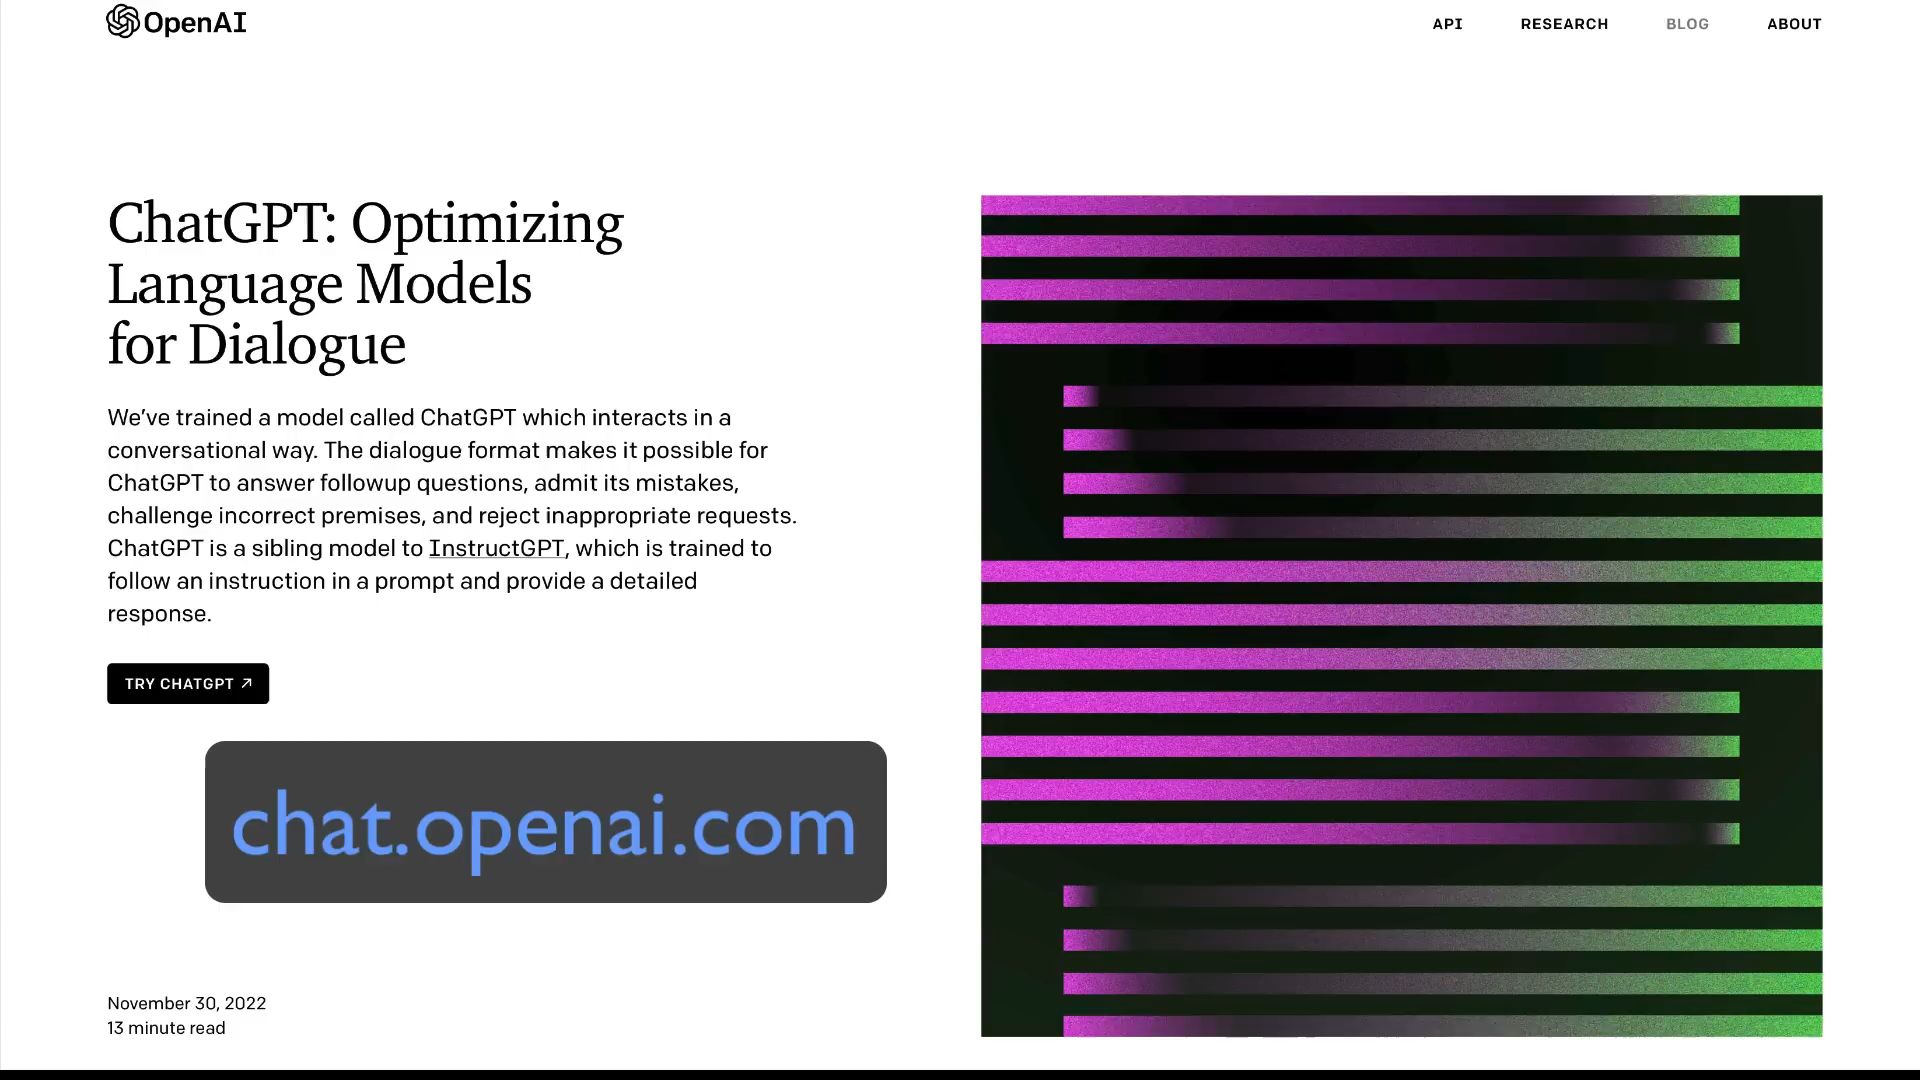 OpenAI
API
RESEARCH
BLOG
ABOUT
ChatGPT: Optimizing
Language Models
for Dialogue
We’ve trained a model called ChatGPT which interacts in a
conversational way. The dialogue format makes it possible for
ChatGPT to answer followup questions, admit its mistakes,
challenge incorrect premises, and reject inappropriate requests.
ChatGPT is a sibling model to InstructGPT, which is trained to
follow an instruction in a prompt and provide a detailed
response.
TRY CHATGPT ↗
chat.openai.com
November 30, 2022
13 minute read